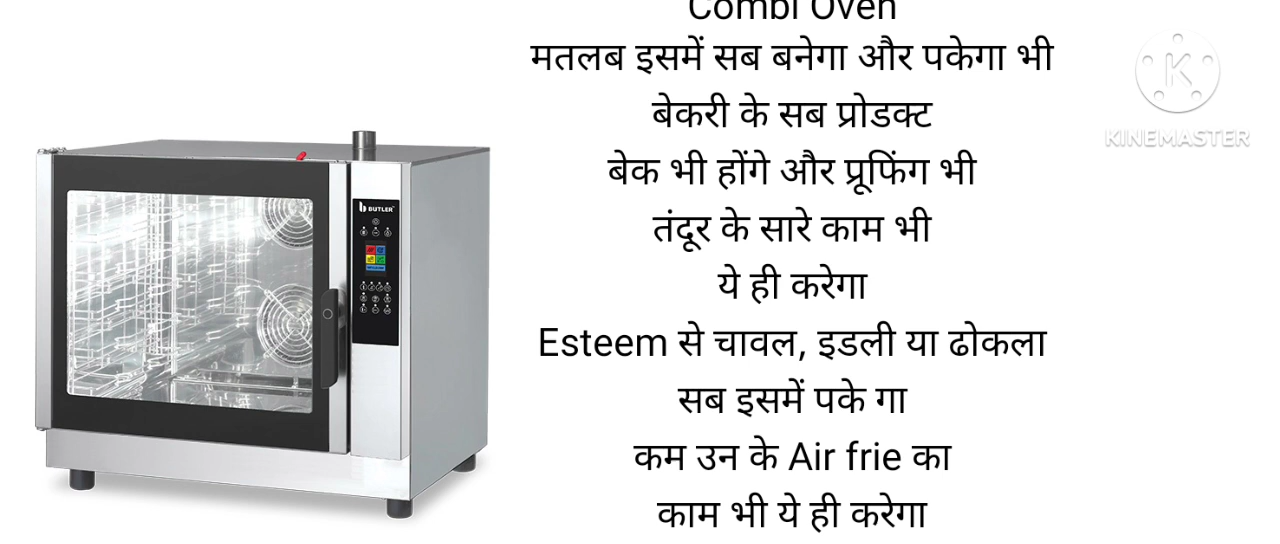 Combi Oven
मतलब इसमें सब बनेगा और पकेगा भी
बेकरी के सब प्रोडक्ट
बेक भी होंगे और प्रूफिंग भी
तंदूर के सारे काम भी
ये ही करेगा
Esteem से चावल, इडली या ढोकला
सब इसमें पके गा
कम उन के Air frie का
काम भी ये ही करेगा
K
KINEMASTER
BUTLER